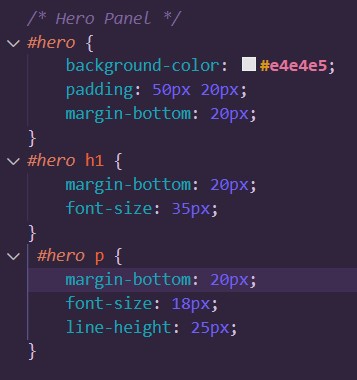 /* Hero Panel */
#hero {
    background-color: #e4e4e5;
    padding: 50px 20px;
    margin-bottom: 20px;
}
#hero h1 {
    margin-bottom: 20px;
    font-size: 35px;
}
 #hero p {
    margin-bottom: 20px;
    font-size: 18px;
    line-height: 25px;
}